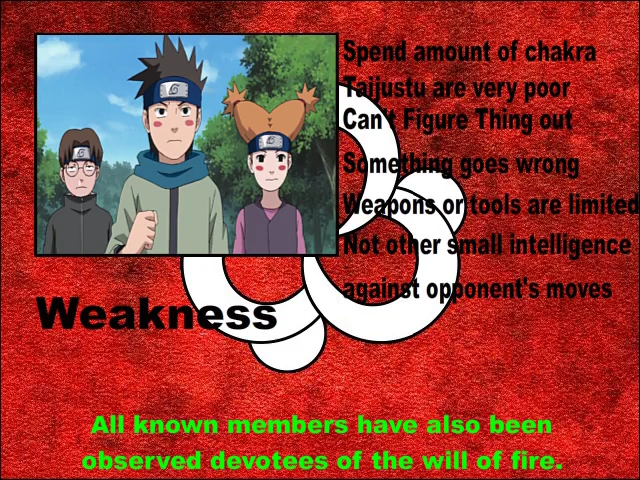 Spend amount of chakra
Taijustu are very poor
Can't Figure Thing out
Something goes wrong
Weapons or tools are limited
Not other small intelligence
against opponent's moves
Weakness
All known members have also been
observed devotees of the will of fire.